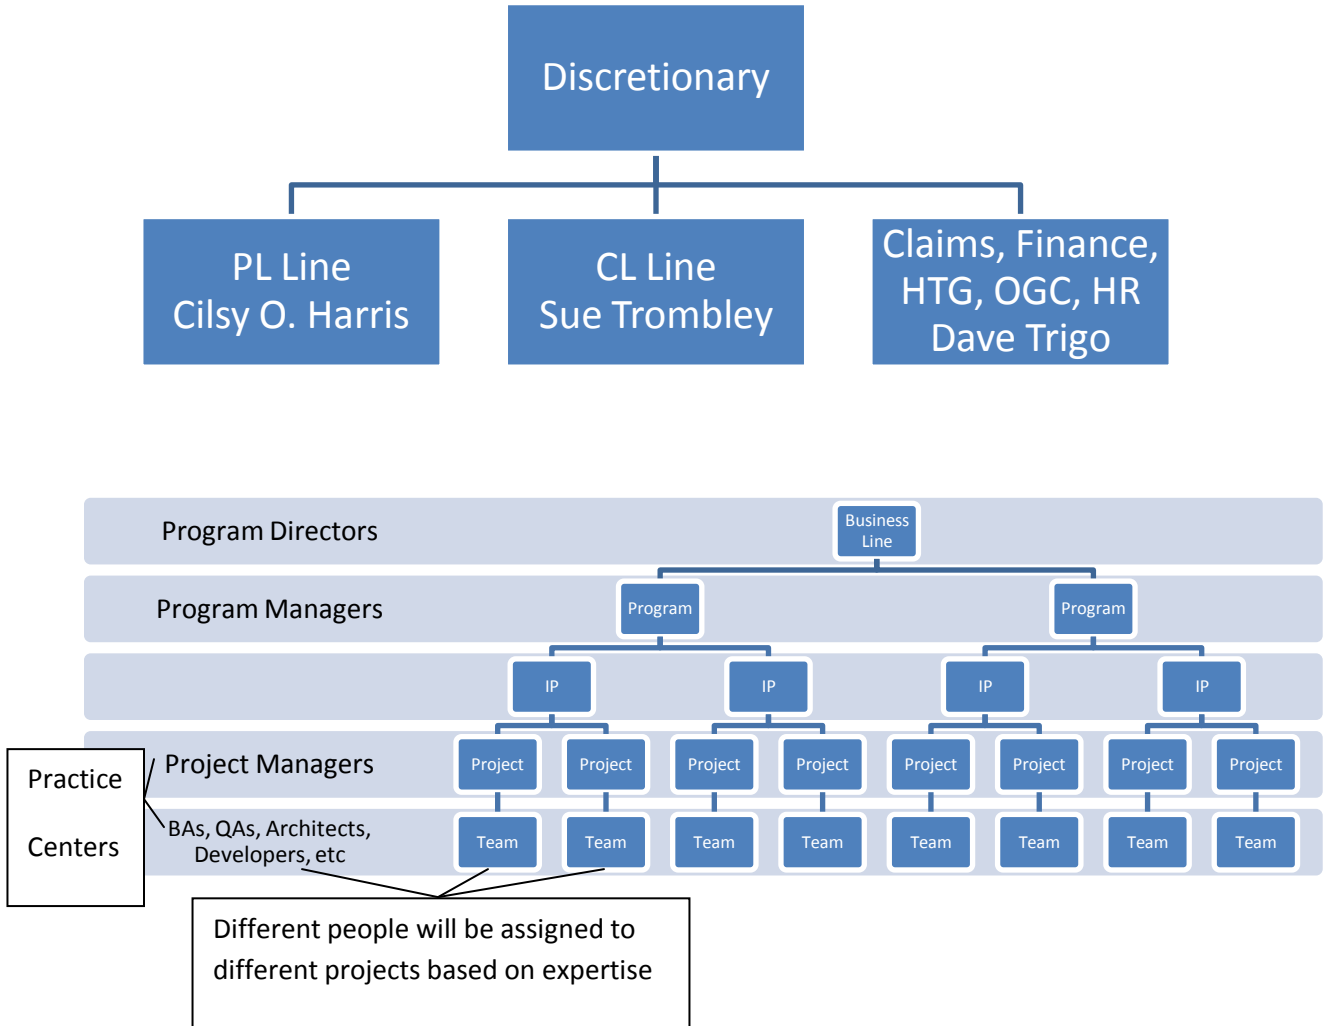 Discretionary
PL Line
Cilsy O. Harris
CL Line
Sue Trombley
Claims, Finance,
HTG, OGC, HR
Dave Trigo
Program Directors
Business
Line
Program Managers
Program
Program
IP
IP
IP
IP
Practice
Centers
Project Managers
Project
Project
Project
Project
Project
Project
Project
Project
BAs, QAs, Architects,
Developers, etc
Team
Team
Team
Team
Team
Team
Team
Team
Different people will be assigned to
different projects based on expertise